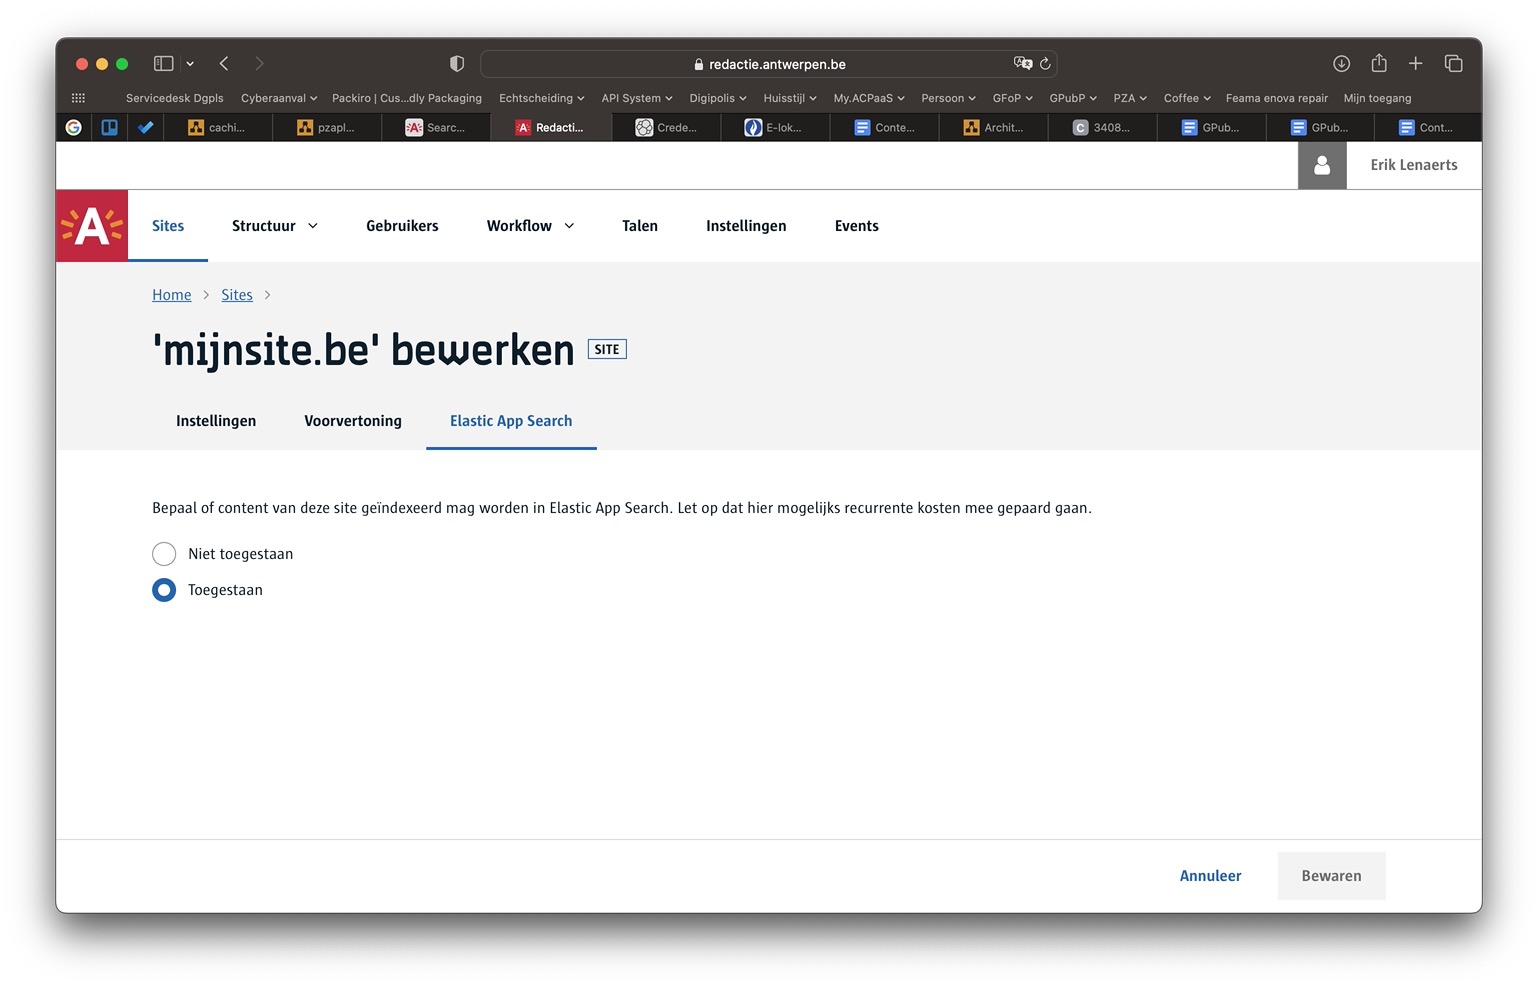 redactie.antwerpen.be
Servicedesk Dgpls Cyberaanval Packiro | Cus...dly Packaging Echtscheiding API System Digipolis Huisstijl My.ACPaaS Persoon GFoP GPubP PZA Coffee Feama enova repair Mijn toegang
cachi... pzapl... Searc... Redacti... Crede... E-lok... Conte... Archit... C 3408... GPub... GPub... Cont...
Erik Lenaerts
A Sites Structuur Gebruikers Workflow Talen Instellingen Events
Home > Sites >
'mijnsite.be' bewerken SITE
Instellingen Voorvertoning Elastic App Search
Bepaal of content van deze site geïndexeerd mag worden in Elastic App Search. Let op dat hier mogelijks recurrente kosten mee gepaard gaan.
Niet toegestaan
Toegestaan
Annuleer Bewaren